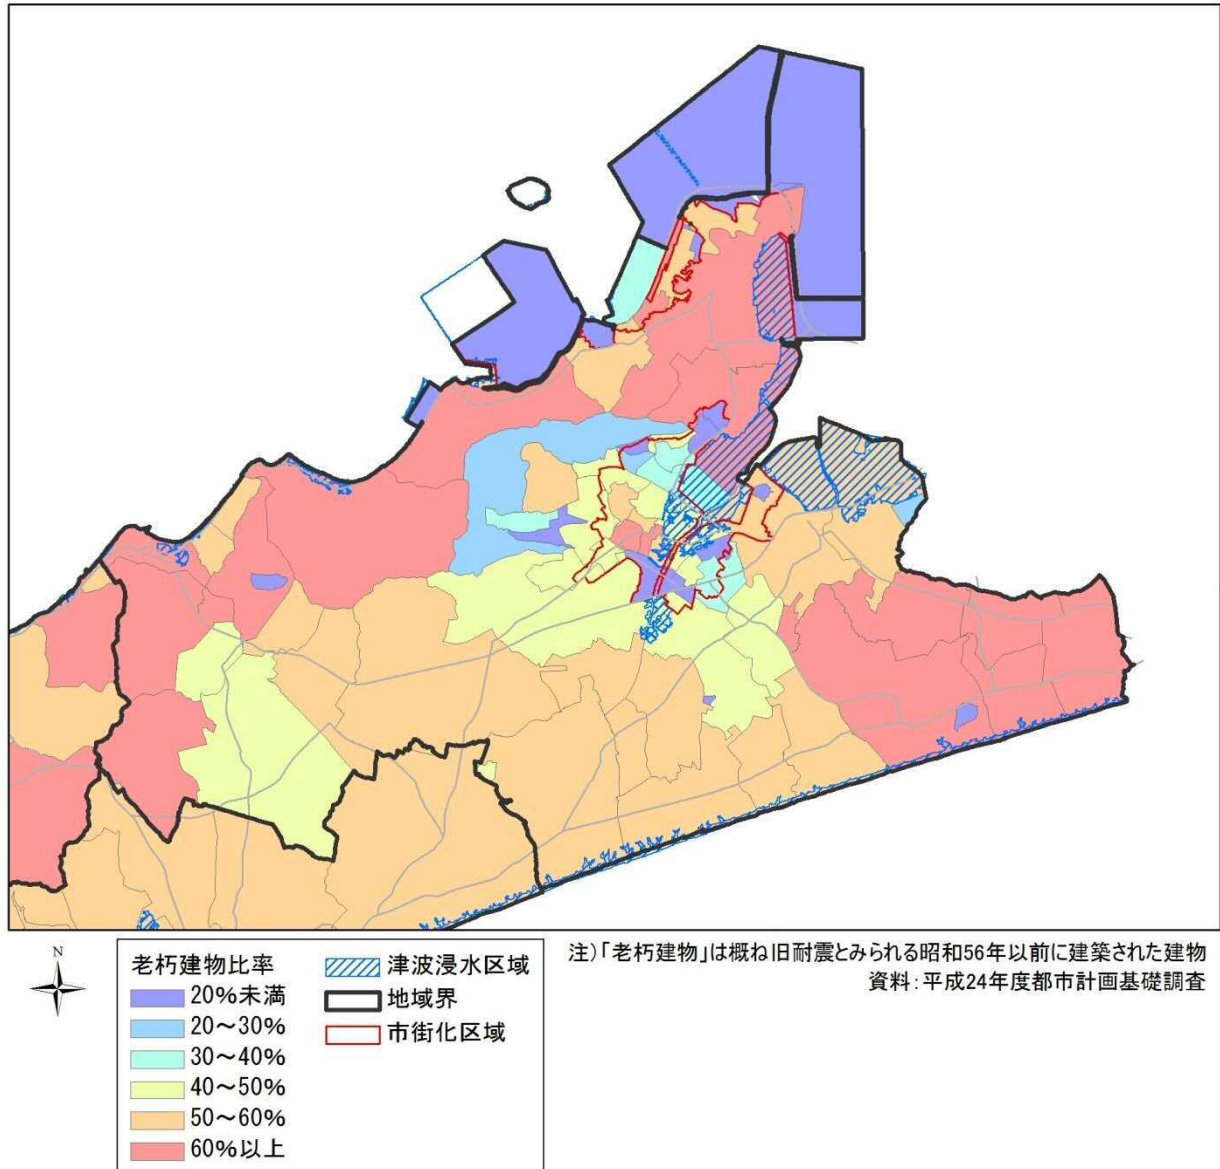 N
老朽建物比率
20%未満
20～30%
30～40%
40～50%
50～60%
60%以上
津波浸水区域
地域界
市街化区域
注)「老朽建物」は概ね旧耐震とみられる昭和56年以前に建築された建物
資料:平成24年度都市計画基礎調査